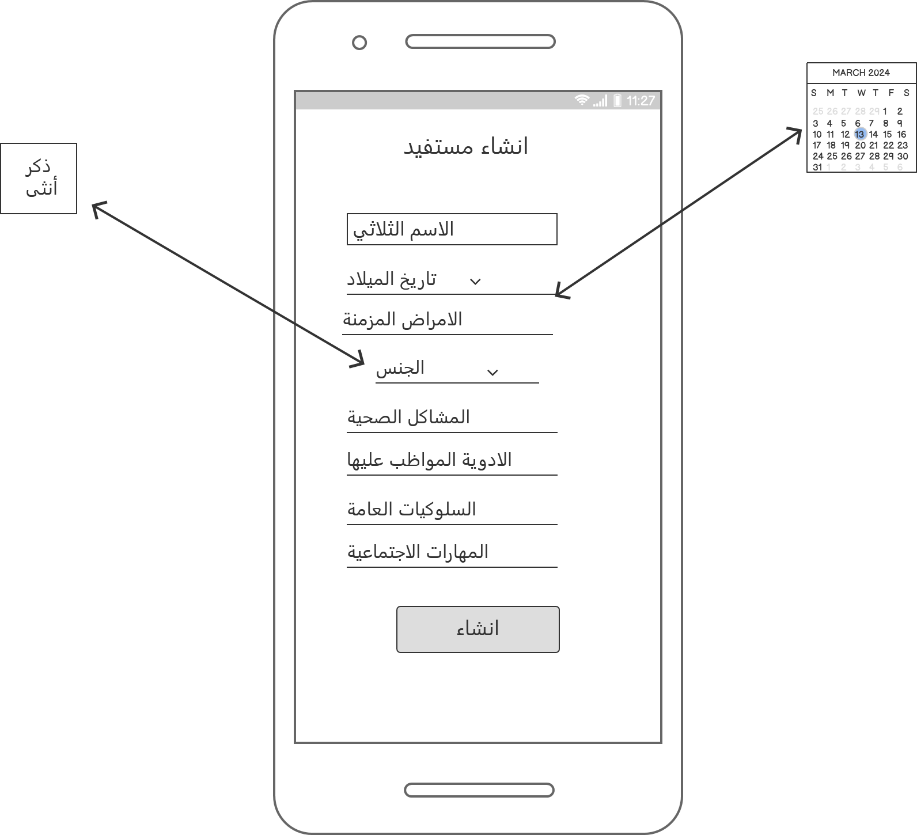 11:27
انشاء مستفيد
الاسم الثلاثي
تاريخ الميلاد
الامراض المزمنة
الجنس
المشاكل الصحية
الادوية المواظب عليها
السلوكيات العامة
المهارات الاجتماعية
انشاء
ذكر
أنثى
MARCH 2024
S M T W T F S
25 26 27 28 29 1 2
3 4 5 6 7 8 9
10 11 12 13 14 15 16
17 18 19 20 21 22 23
24 25 26 27 28 29 30
31 1 2 3 4 5 6